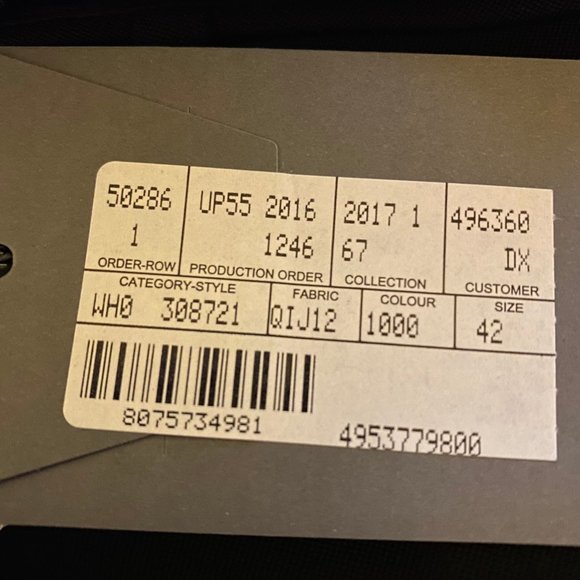 50286 UP55 2016 2017 1 496360
1 1246 67 DX
ORDER-ROW PRODUCTION ORDER COLLECTION CUSTOMER
CATEGORY-STYLE FABRIC COLOUR SIZE
WH0 308721 QIJ12 1000 42
8075734981 4953779800